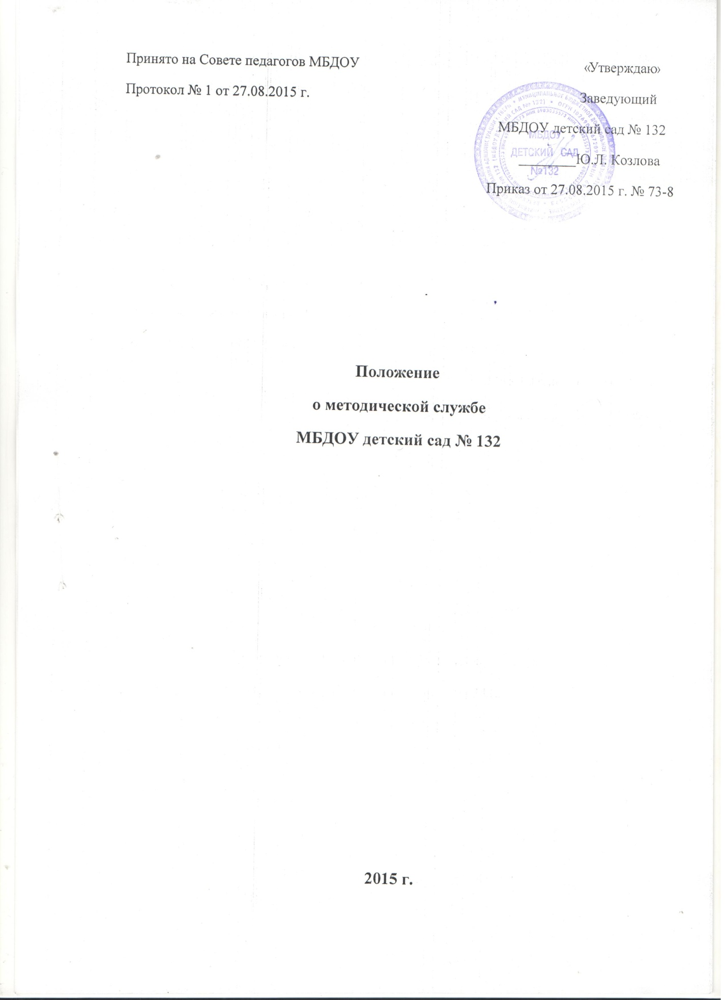 Принято на Совете педагогов МБДОУ
Протокол № 1 от 27.08.2015 г.
«Утверждаю»
Заведующий
МБДОУ детский сад № 132
Ю.Л. Козлова
Приказ от 27.08.2015 г. № 73-8
МБДОУ
ДЕТСКИЙ САД
№132
Положение
о методической службе
МБДОУ детский сад № 132
2015 г.